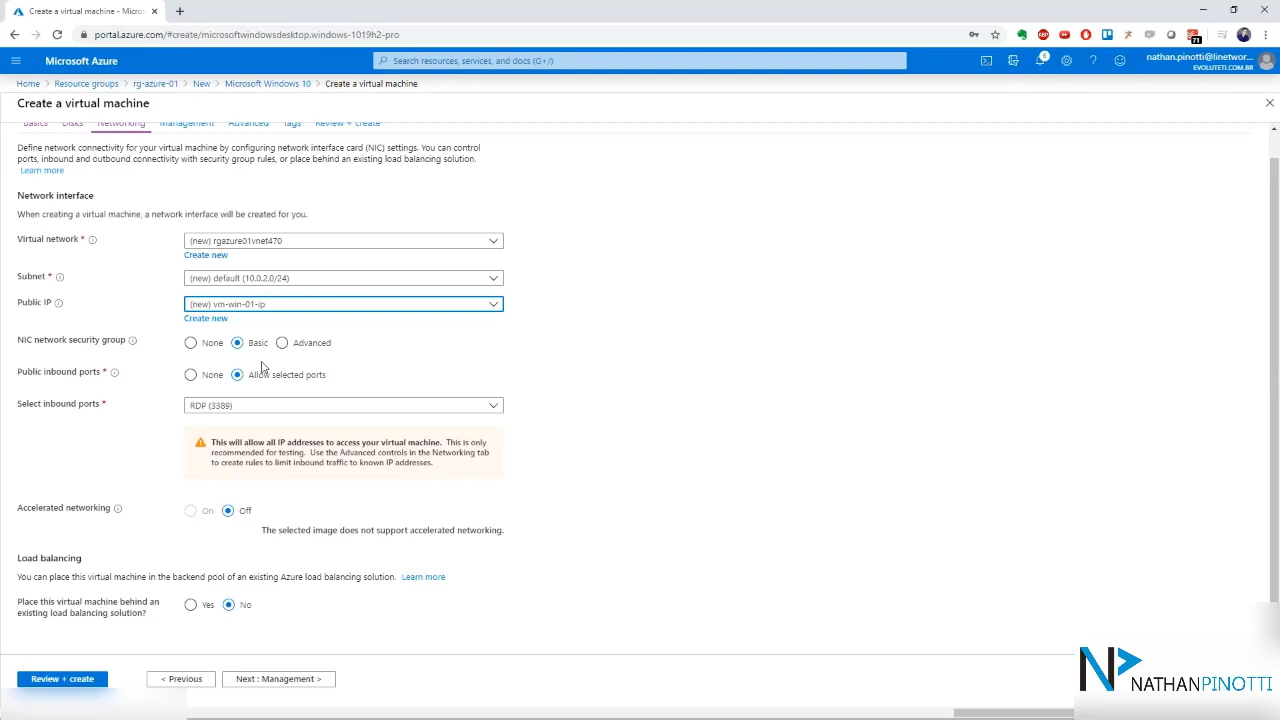 Create a virtual machine - Micros
portal.azure.com/#create/microsoftwindowsdesktop.windows-1019h2-pro
71
Microsoft Azure
Search resources, services, and docs (G+/)
nathan.pinotti@linetwor...
EVOLUTETI.COM.BR
Home > Resource groups > rg-azure-01 > New > Microsoft Windows 10 > Create a virtual machine
Create a virtual machine
Basics Disks Networking Management Advanced Tags Review + create
Define network connectivity for your virtual machine by configuring network interface card (NIC) settings. You can control
ports, inbound and outbound connectivity with security group rules, or place behind an existing load balancing solution.
Learn more
Network interface
When creating a virtual machine, a network interface will be created for you.
Virtual network *
(new) rgazure01vnet470
Create new
Subnet *
(new) default (10.0.2.0/24)
Public IP
(new) vm-win-01-ip
Create new
NIC network security group
None Basic Advanced
Public inbound ports *
None Allow selected ports
Select inbound ports *
RDP (3389)
This will allow all IP addresses to access your virtual machine. This is only
recommended for testing. Use the Advanced controls in the Networking tab
to create rules to limit inbound traffic to known IP addresses.
Accelerated networking
On Off
The selected image does not support accelerated networking.
Load balancing
You can place this virtual machine in the backend pool of an existing Azure load balancing solution. Learn more
Place this virtual machine behind an
existing load balancing solution?
Yes No
Review + create
< Previous
Next : Management >
NATHANPINOTTI